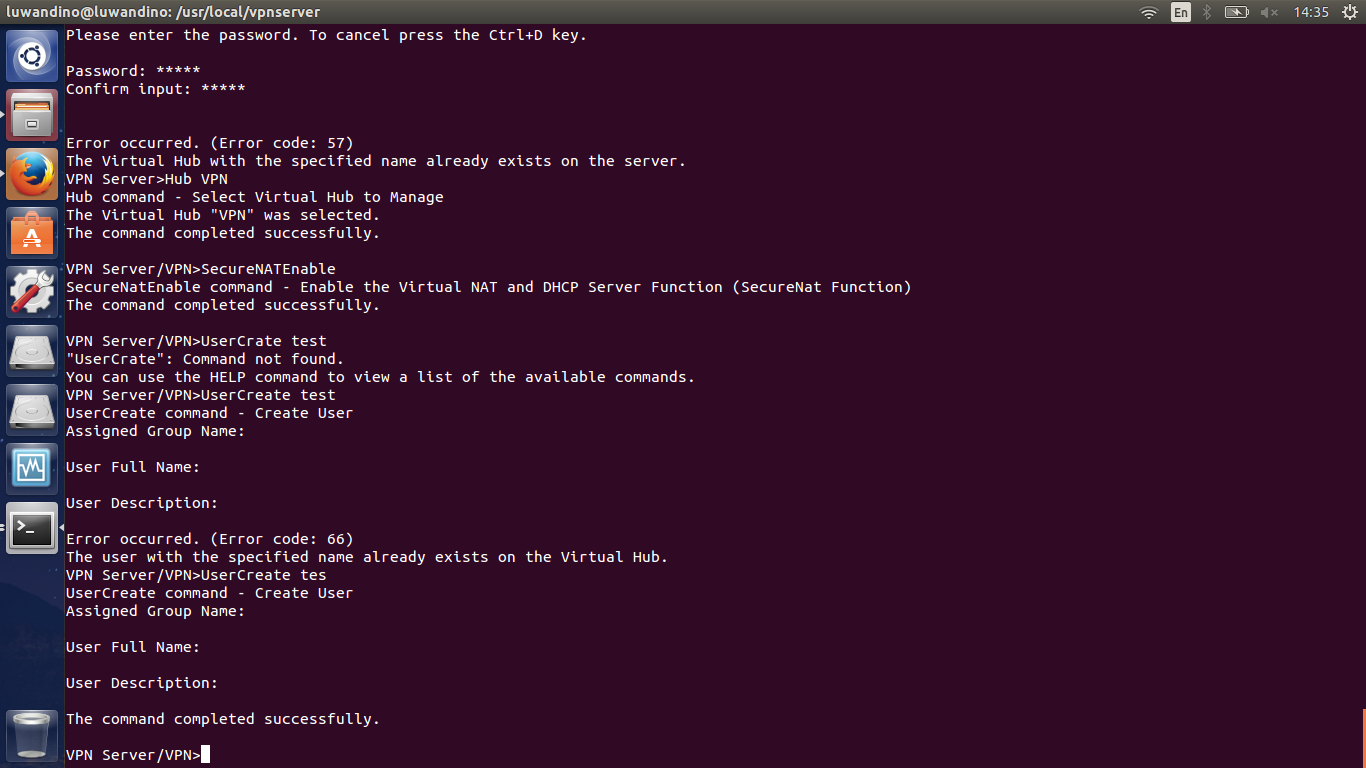 luwandino@luwandino: /usr/local/vpnserver
En
14:35
Please enter the password. To cancel press the Ctrl+D key.
Password: *****
Confirm input: *****
Error occurred. (Error code: 57)
The Virtual Hub with the specified name already exists on the server.
VPN Server>Hub VPN
Hub command - Select Virtual Hub to Manage
The Virtual Hub "VPN" was selected.
The command completed successfully.
VPN Server/VPN>SecureNATEnable
SecureNatEnable command - Enable the Virtual NAT and DHCP Server Function (SecureNat Function)
The command completed successfully.
VPN Server/VPN>UserCrate test
"UserCrate": Command not found.
You can use the HELP command to view a list of the available commands.
VPN Server/VPN>UserCreate test
UserCreate command - Create User
Assigned Group Name:
User Full Name:
User Description:
Error occurred. (Error code: 66)
The user with the specified name already exists on the Virtual Hub.
VPN Server/VPN>UserCreate tes
UserCreate command - Create User
Assigned Group Name:
User Full Name:
User Description:
The command completed successfully.
VPN Server/VPN>